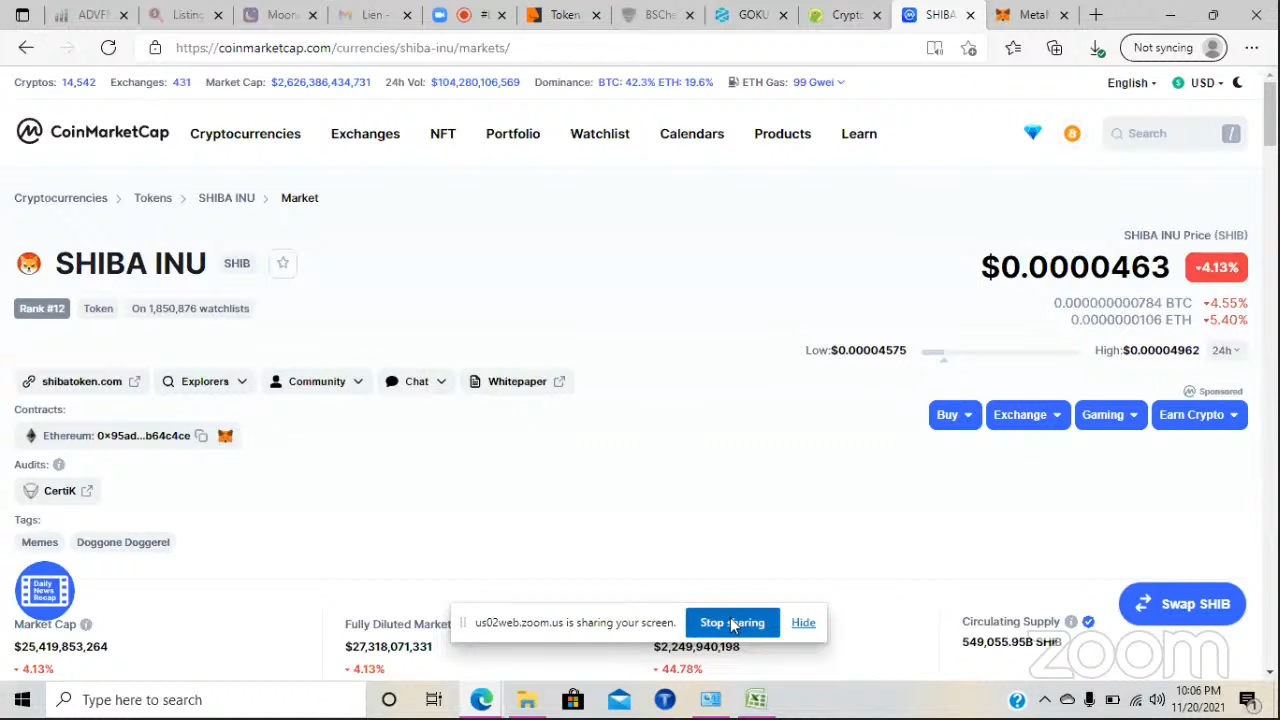 ADVFN
Listing
Moon
Lien -
Token
BSChe
GOKU
Crypto
SHIBA
https://coinmarketcap.com/currencies/shiba-inu/markets/
Not syncing
Cryptos: 14,542 Exchanges: 431 Market Cap: $2,626,386,434,731 24h Vol: $104,280,106,569 Dominance: BTC: 42.3% ETH: 19.6% ETH Gas: 99 Gwei English USD
CoinMarketCap Cryptocurrencies Exchanges NFT Portfolio Watchlist Calendars Products Learn Search /
Cryptocurrencies > Tokens > SHIBA INU > Market
SHIBA INU Price (SHIB)
SHIBA INU SHIB $0.0000463 4.13%
Rank #12 Token On 1,850,876 watchlists
0.000000000784 BTC 4.55%
0.0000000106 ETH 5.40%
Low:$0.00004575 High:$0.00004962 24h
shibatoken.com Explorers Community Chat Whitepaper
Sponsored
Contracts:
Buy Exchange Gaming Earn Crypto
Ethereum: 0x95ad...b64c4ce
Audits:
CertiK
Tags:
Memes Doggone Doggerel
Daily
News
Recap
Swap SHIB
Market Cap Fully Diluted Market
us02web.zoom.us is sharing your screen. Stop sharing Hide
Circulating Supply
$25,419,853,264 $27,318,071,331 $2,249,940,198 549,055.95B SHIB
4.13% 4.13% 44.78%
zoom
Type here to search
10:06 PM
11/20/2021
1